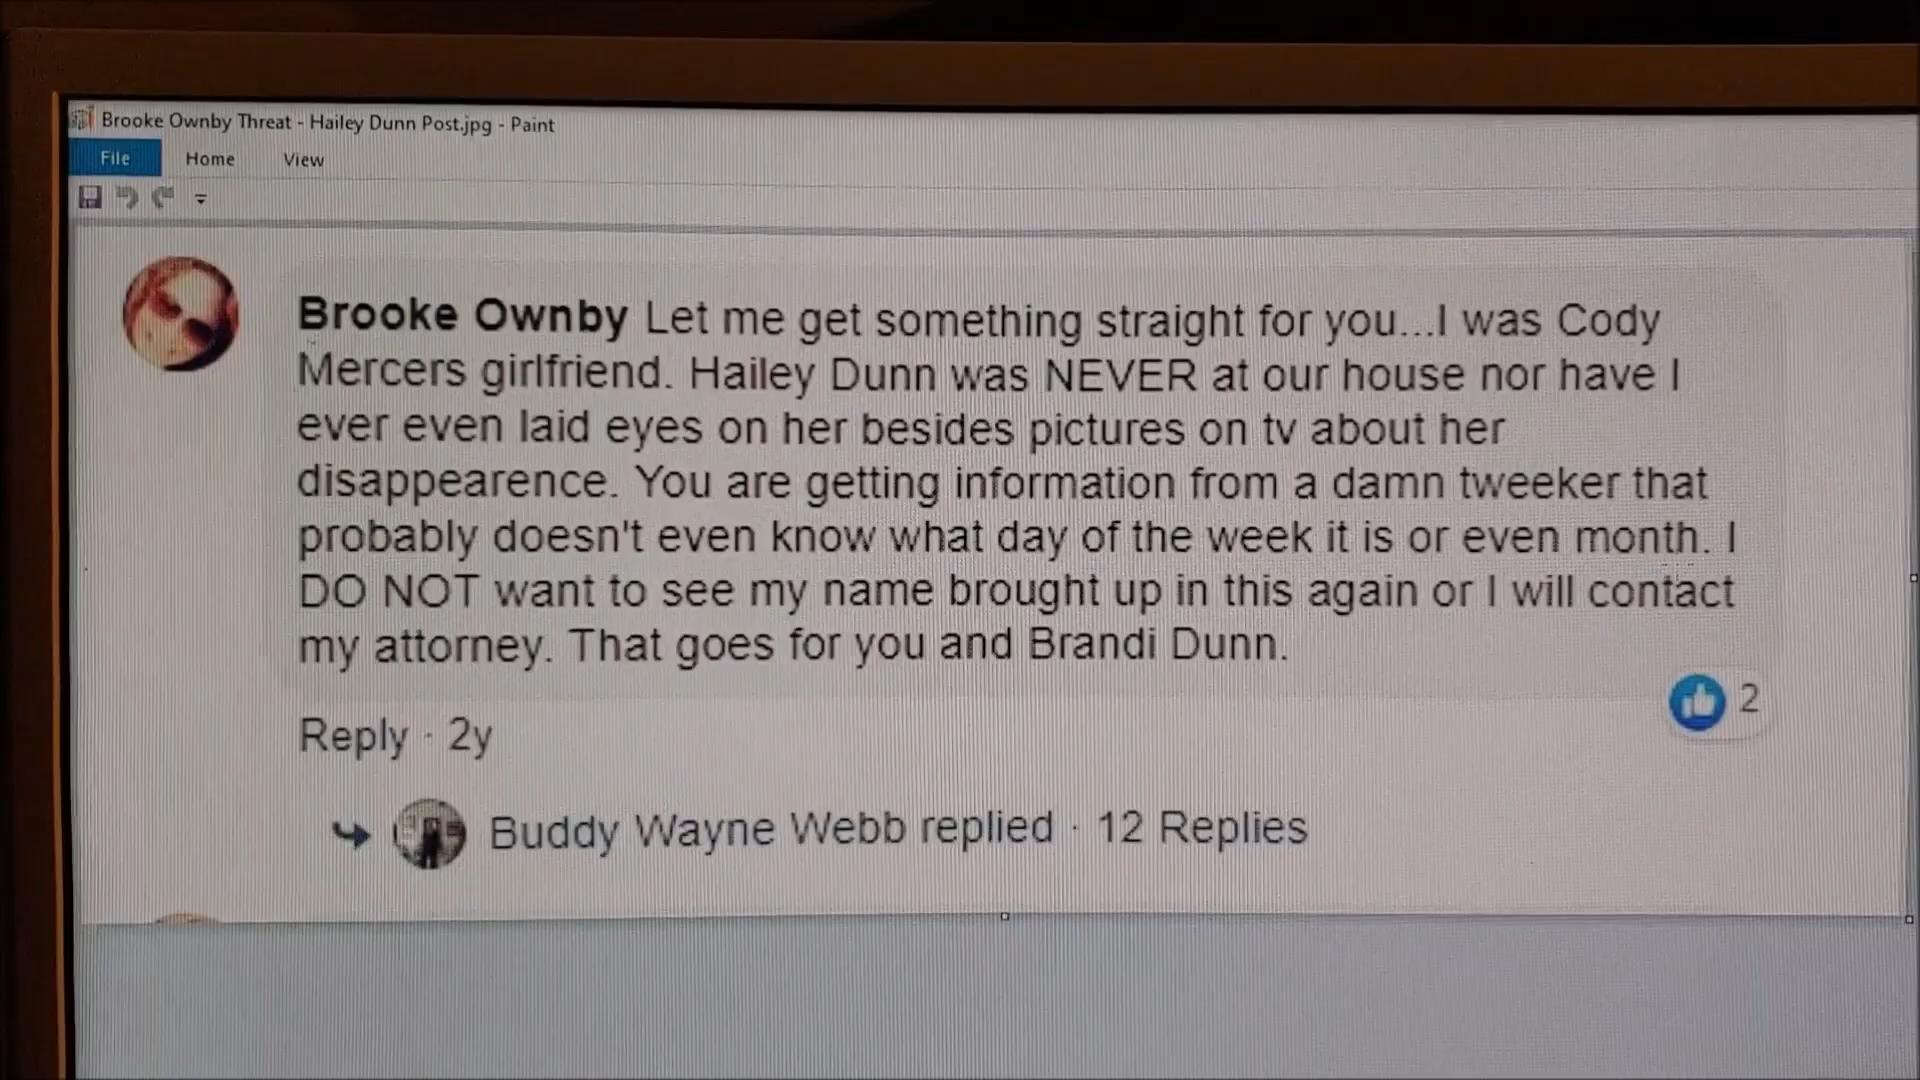 Brooke Ownby Threat - Hailey Dunn Post.jpg - Paint
File Home View
Brooke Ownby Let me get something straight for you...I was Cody
Mercers girlfriend. Hailey Dunn was NEVER at our house nor have I
ever even laid eyes on her besides pictures on tv about her
disappearence. You are getting information from a damn tweeker that
probably doesn't even know what day of the week it is or even month. I
DO NOT want to see my name brought up in this again or I will contact
my attorney. That goes for you and Brandi Dunn.
2
Reply · 2y
Buddy Wayne Webb replied · 12 Replies